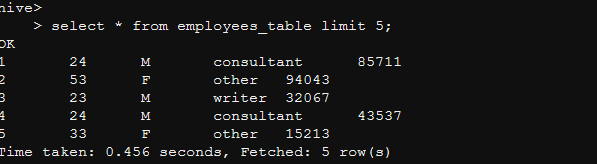 hive>
    > select * from employees_table limit 5;
OK
1	24	M	consultant	85711
2	53	F	other	94043
3	23	M	writer	32067
4	24	M	consultant	43537
5	33	F	other	15213
Time taken: 0.456 seconds, Fetched: 5 row(s)